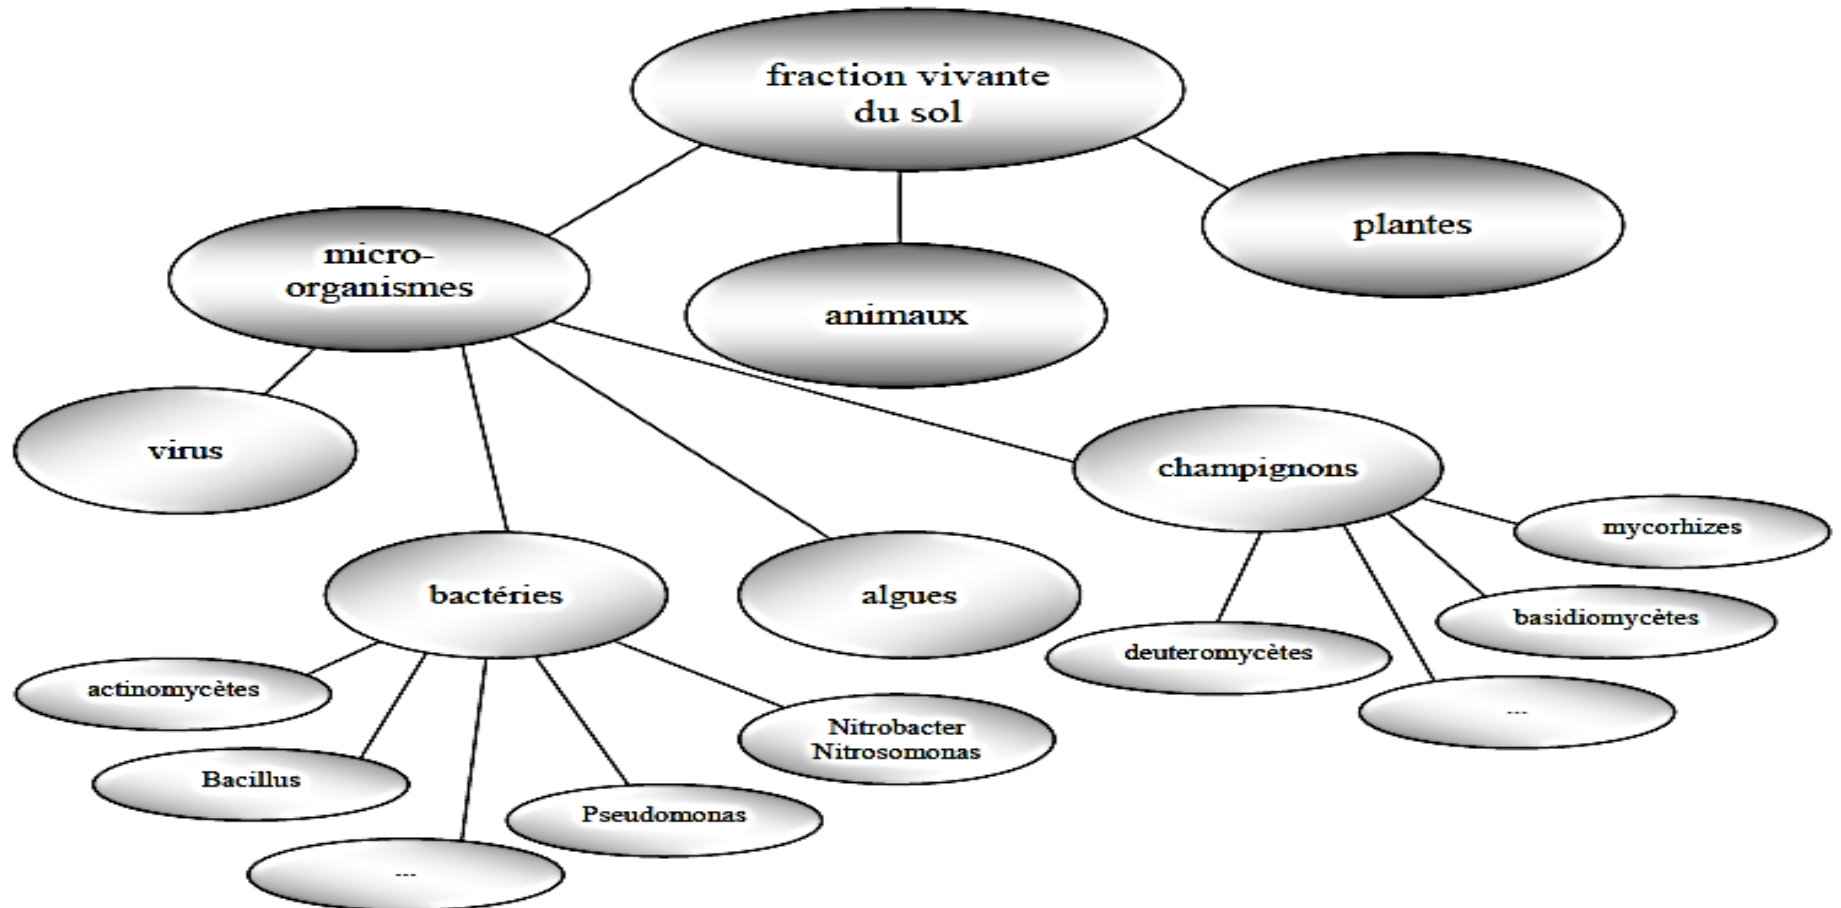 fraction vivante
du sol
plantes
micro-
organismes
animaux
virus
champignons
mycorhizes
bactéries
algues
basidiomycètes
deuteromycètes
actinomycètes
---
Nitrobacter
Nitrosomonas
Bacillus
Pseudomonas
---